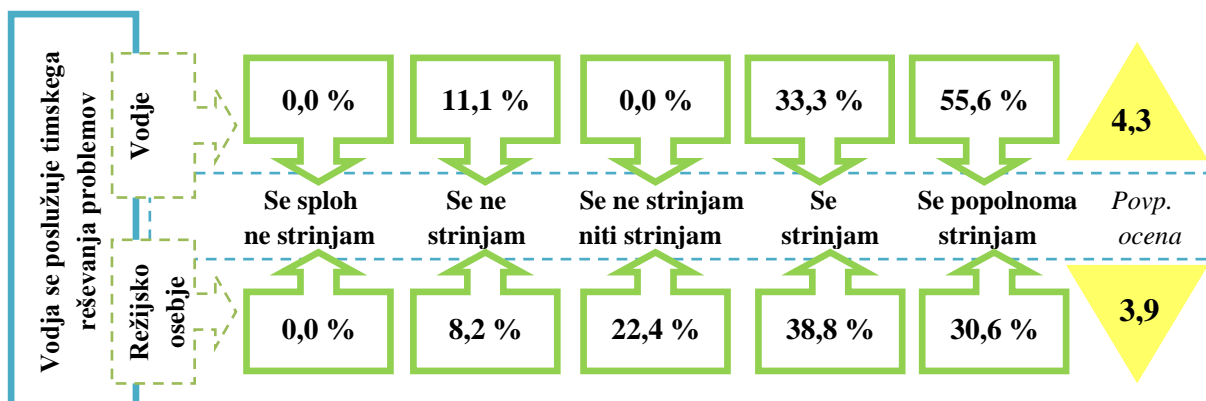 Vodja se poslužuje timskega
reševanja problemov
Vodje
0,0 %
11,1 %
0,0 %
33,3 %
55,6 %
4,3
Se sploh
ne strinjam
Se ne
strinjam
Se ne strinjam
niti strinjam
Se
strinjam
Se popolnoma
strinjam
Povp.
ocena
Režijsko
osebje
0,0 %
8,2 %
22,4 %
38,8 %
30,6 %
3,9